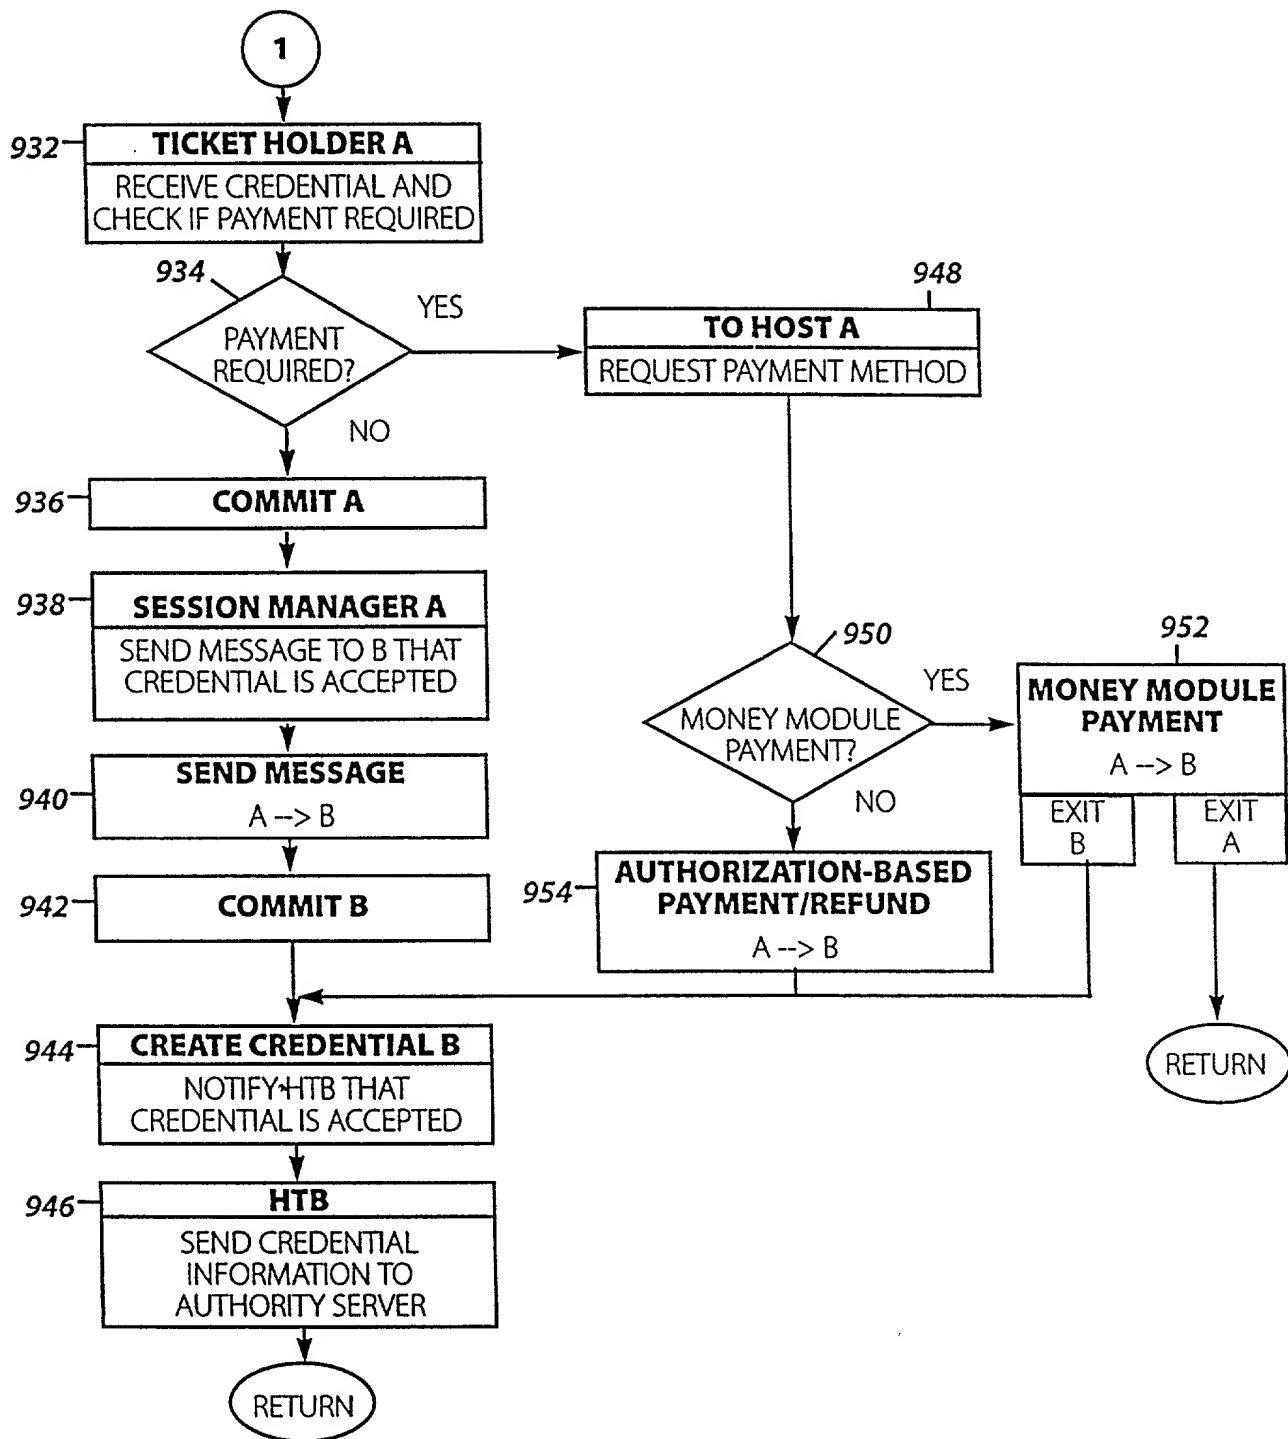 1
932
TICKET HOLDER A
RECEIVE CREDENTIAL AND
CHECK IF PAYMENT REQUIRED
934
PAYMENT
REQUIRED?
YES
NO
948
TO HOST A
REQUEST PAYMENT METHOD
936
COMMIT A
938
SESSION MANAGER A
SEND MESSAGE TO B THAT
CREDENTIAL IS ACCEPTED
950
MONEY MODULE
PAYMENT?
YES
NO
952
MONEY MODULE
PAYMENT
A --> B
EXIT
B
EXIT
A
940
SEND MESSAGE
A --> B
954
AUTHORIZATION-BASED
PAYMENT/REFUND
A --> B
942
COMMIT B
944
CREATE CREDENTIAL B
NOTIFY HTB THAT
CREDENTIAL IS ACCEPTED
RETURN
946
HTB
SEND CREDENTIAL
INFORMATION TO
AUTHORITY SERVER
RETURN